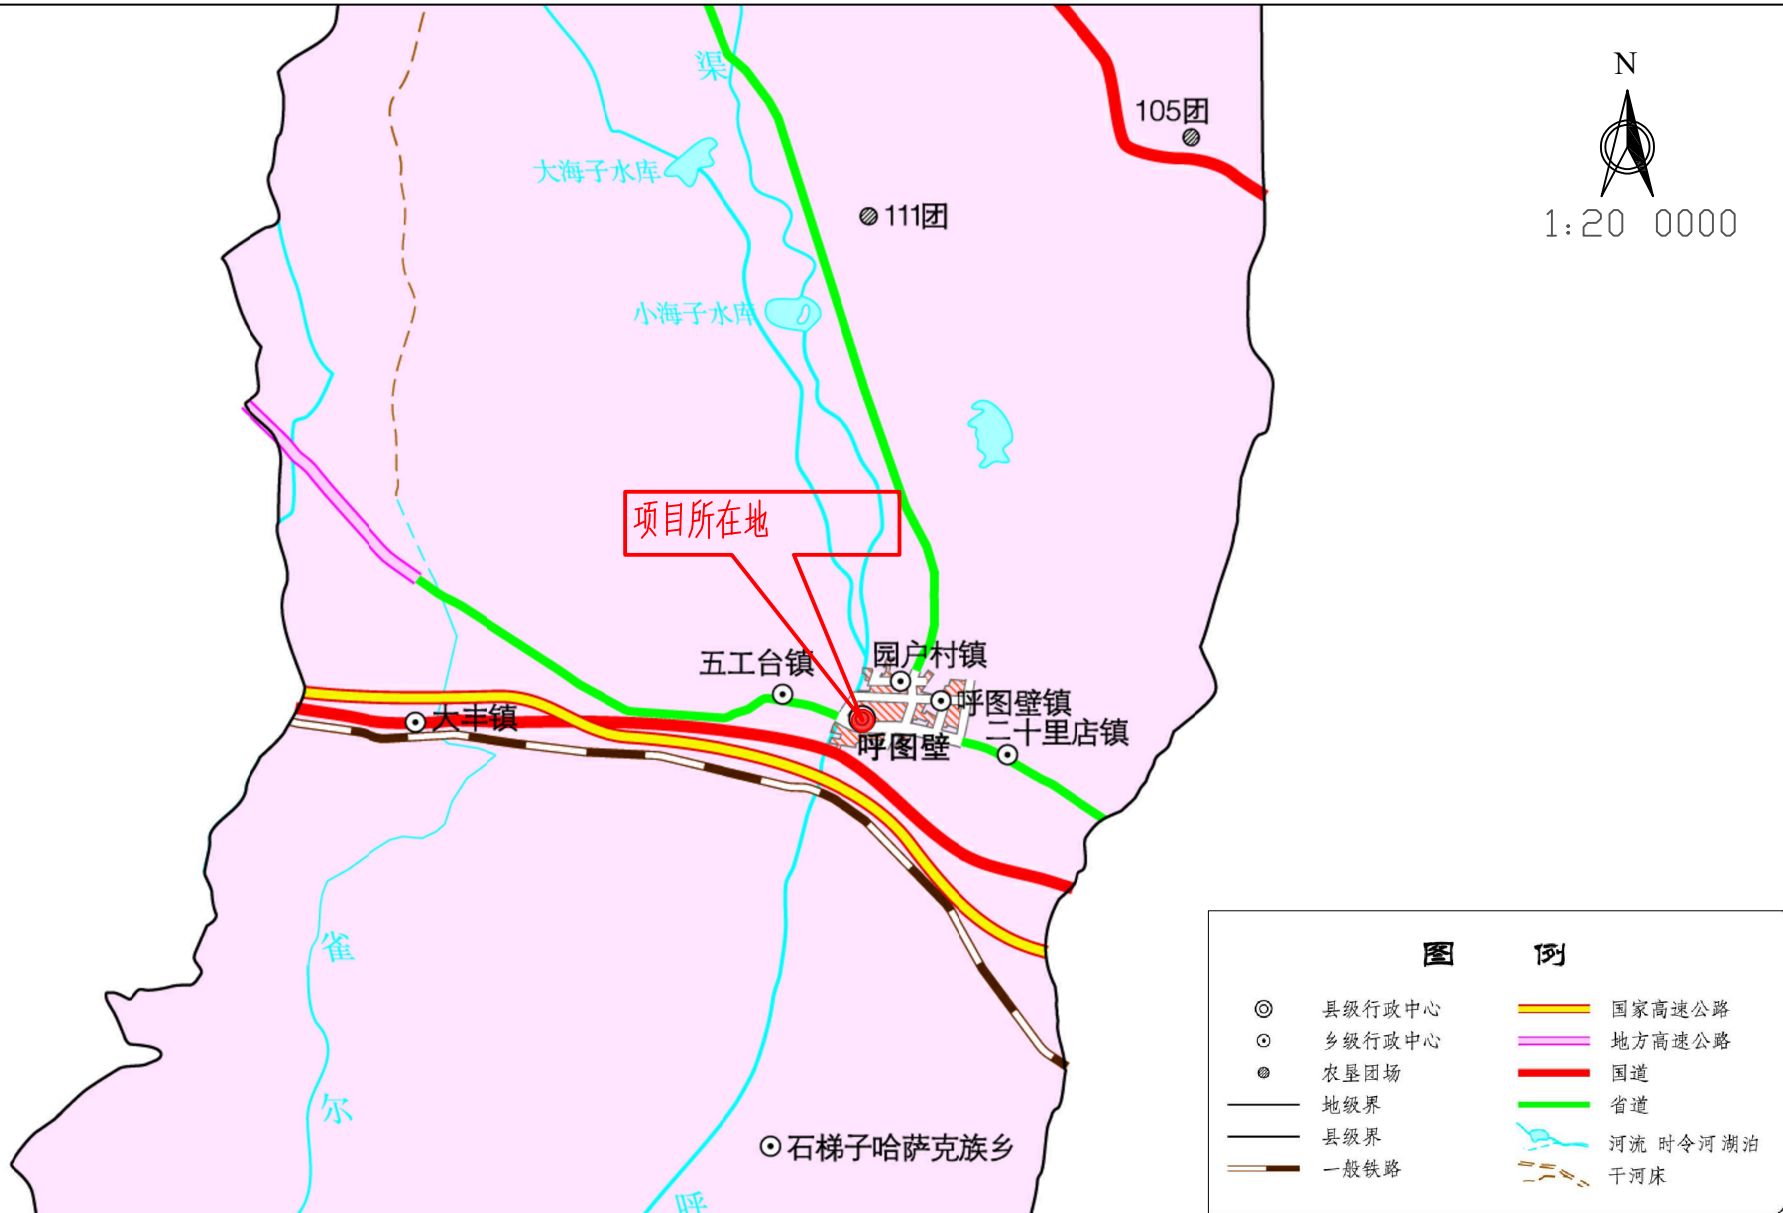 渠
N
105团
大海子水库
111团
1:20 0000
小海子水库
项目所在地
五工台镇
园户村镇
呼图壁镇
大丰镇
二十里店镇
呼图壁
雀
尔
石梯子哈萨克族乡
呼
图 例
县级行政中心
国家高速公路
乡级行政中心
地方高速公路
农垦团场
国道
地级界
省道
县级界
河流 时令河 湖泊
一般铁路
干河床